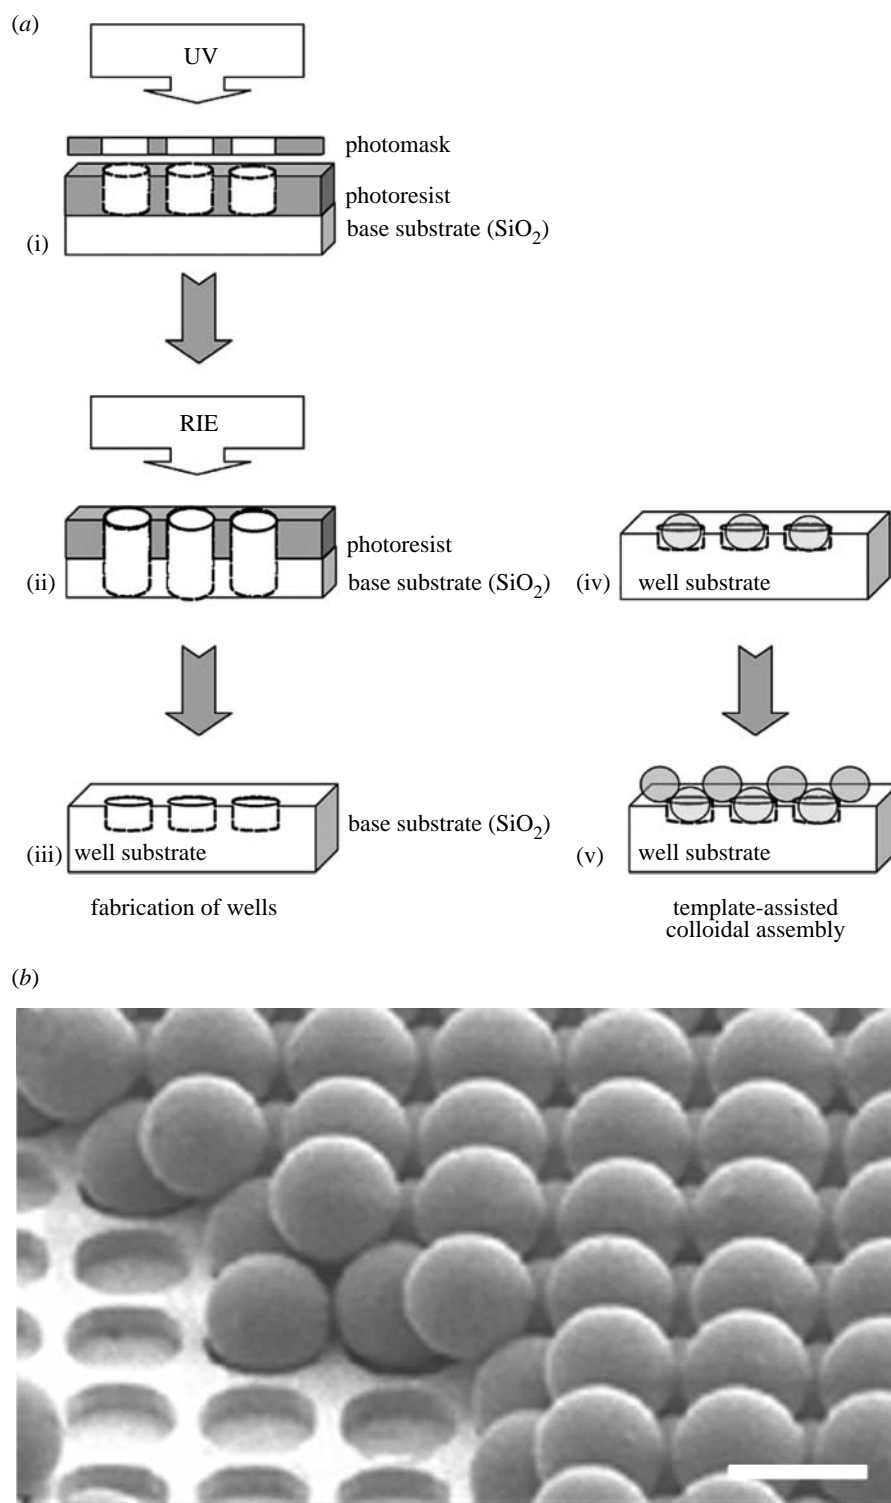 (a)
UV
photomask
photoresist
base substrate (SiO2)
(i)
RIE
photoresist
base substrate (SiO2)
(ii)
base substrate (SiO2)
(iii) well substrate
fabrication of wells
(iv) well substrate
(v) well substrate
template-assisted
colloidal assembly
(b)